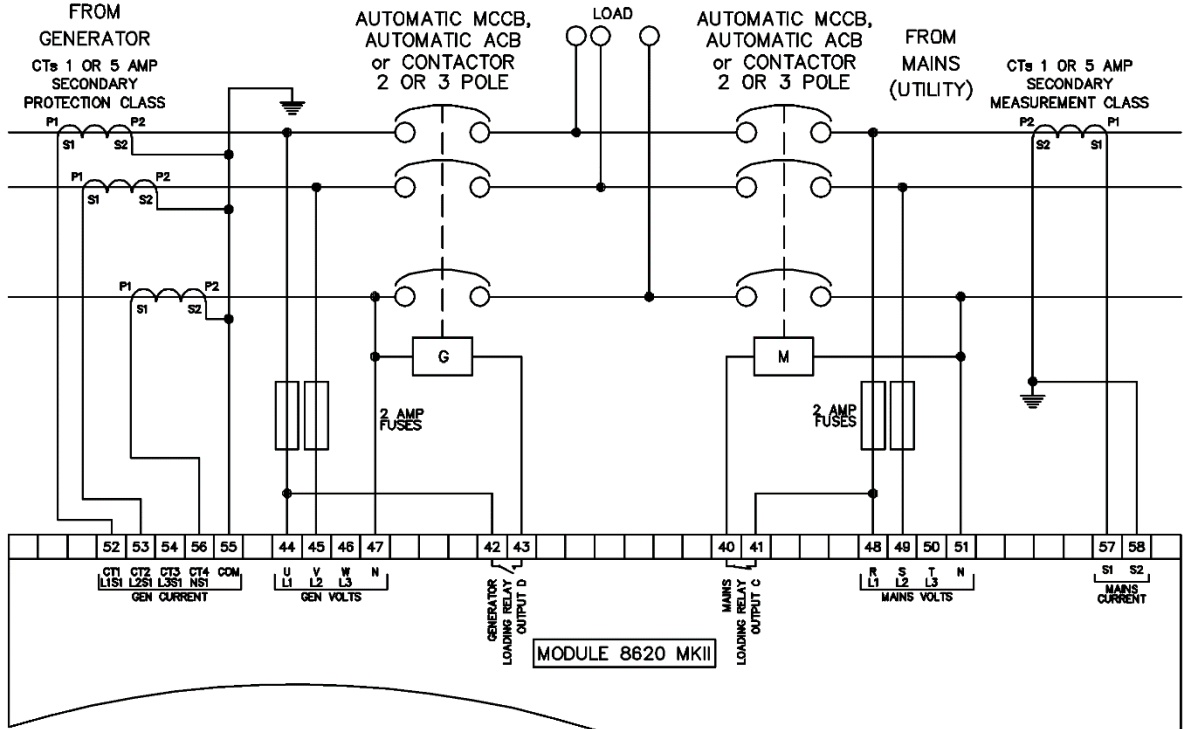 FROM
GENERATOR
CTs 1 OR 5 AMP
SECONDARY
PROTECTION CLASS
AUTOMATIC MCCB,
AUTOMATIC ACB
or CONTACTOR
2 OR 3 POLE
LOAD
AUTOMATIC MCCB,
AUTOMATIC ACB
or CONTACTOR
2 OR 3 POLE
FROM
MAINS
(UTILITY)
CTs 1 OR 5 AMP
SECONDARY
MEASUREMENT CLASS
P1 P2
S1 S2
P2 P1
S2 S1
P1 P2
S1 S2
P1 P2
S1 S2
G
M
2 AMP
FUSES
2 AMP
FUSES
52 53 54 56 55 44 45 46 47 42 43 40 41 48 49 50 51 57 58
CT1 CT2 CT3 CT4 COM
L1S1 L2S1 L3S1 NS1
GEN CURRENT
U V W N
L1 L2 L3
GEN VOLTS
GENERATOR
LOADING RELAY
OUTPUT D
MAINS
LOADING RELAY
OUTPUT C
R S T N
L1 L2 L3
MAINS VOLTS
S1 S2
MAINS
CURRENT
MODULE 8620 MKII